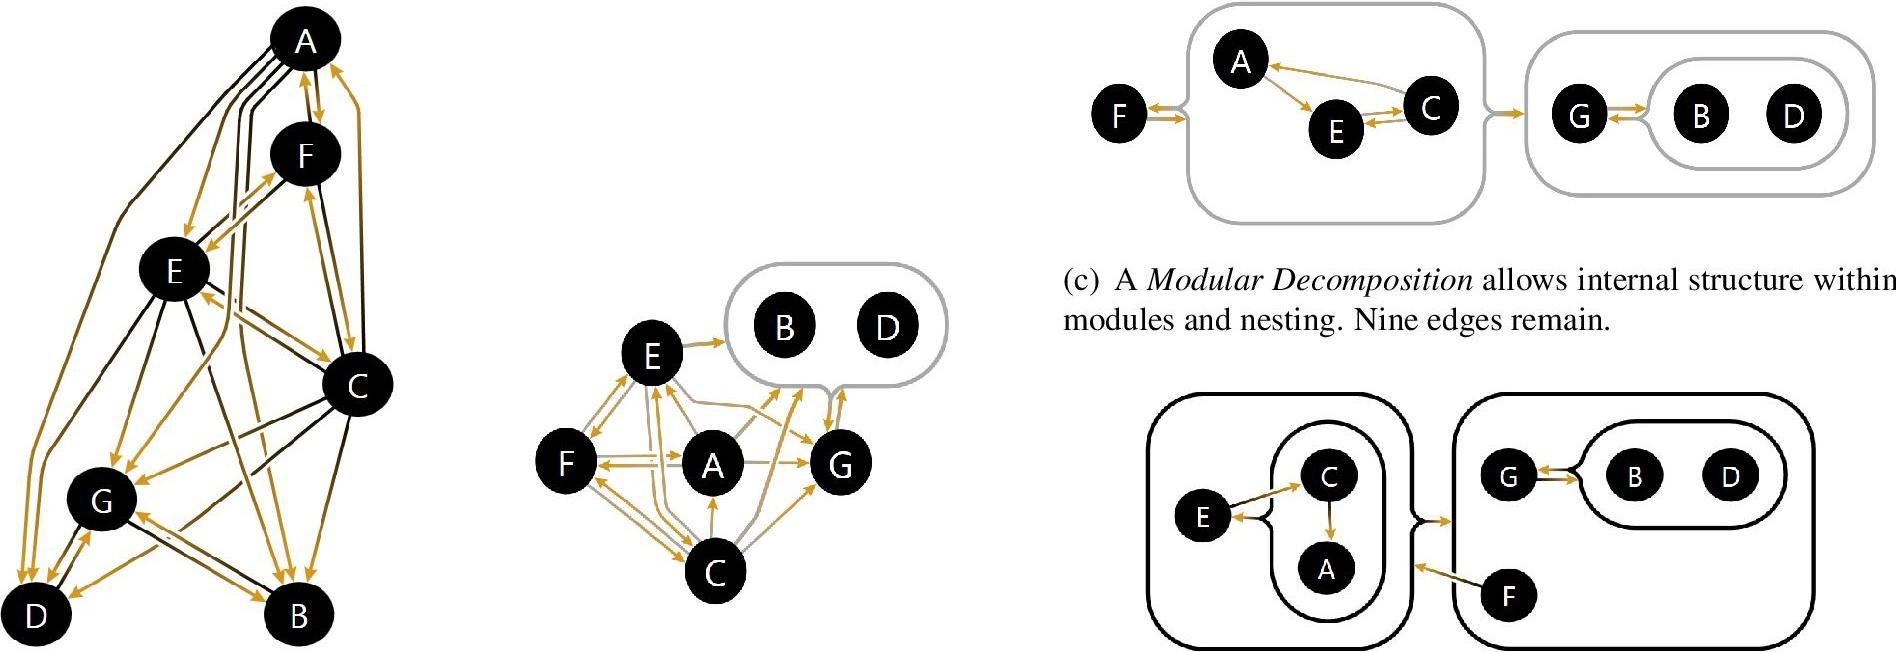 A
F
E
C
G
D
B
E
B
D
F
A
G
C
F
A
E
C
G
B
D
(c) A Modular Decomposition allows internal structure within
modules and nesting. Nine edges remain.
E
C
A
G
B
D
F